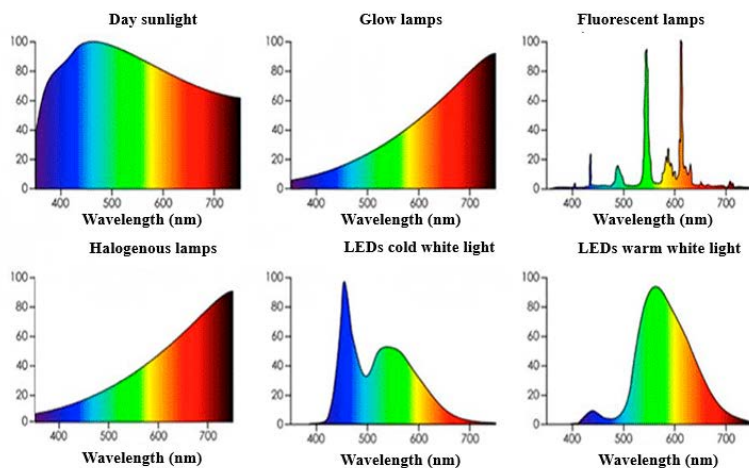 Day sunlight
100
80
60
40
20
0
400 500 600 700
Wavelength (nm)
Glow lamps
100
80
60
40
20
0
400 500 600 700
Wavelength (nm)
Fluorescent lamps
100
80
60
40
20
0
400 500 600 700
Wavelength (nm)
Halogenous lamps
100
80
60
40
20
0
400 500 600 700
Wavelength (nm)
LEDs cold white light
100
80
60
40
20
0
400 500 600 700
Wavelength (nm)
LEDs warm white light
100
80
60
40
20
0
400 500 600 700
Wavelength (nm)